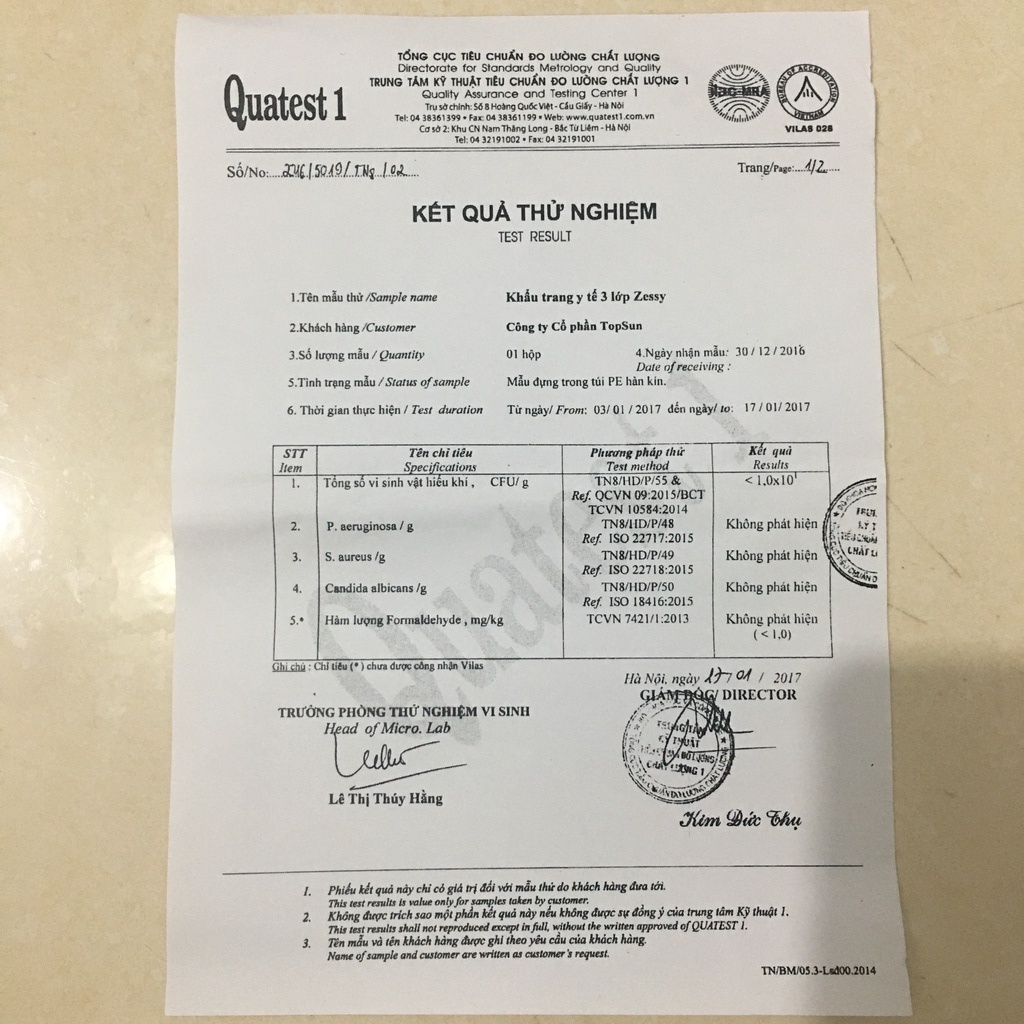 Quatest 1
TỔNG CỤC TIÊU CHUẨN ĐO LƯỜNG CHẤT LƯỢNG
Directorate for Standards Metrology and Quality
TRUNG TÂM KỸ THUẬT TIÊU CHUẨN ĐO LƯỜNG CHẤT LƯỢNG 1
Quality Assurance and Testing Center 1
Trụ sở chính: Số 8 Hoàng Quốc Việt - Cầu Giấy - Hà Nội
Tel: 04 38361399 • Fax: 04 38361199 • Web: www.quatest1.com.vn
Cơ sở 2: Khu CN Nam Thăng Long - Bắc Từ Liêm - Hà Nội
Tel: 04 32191002 • Fax: 04 32191001
BUREAU OF ACCREDITATION
VIETNAM
VILAS 028
Số/No: /5019/TN8/02
Trang/Page: 1/2
KẾT QUẢ THỬ NGHIỆM
TEST RESULT
1.Tên mẫu thử /Sample name Khẩu trang y tế 3 lớp Zessy
2.Khách hàng /Customer Công ty Cổ phần TopSun
3.Số lượng mẫu / Quantity 01 hộp 4.Ngày nhận mẫu: 30 / 12 / 2016
Date of receiving :
5.Tình trạng mẫu / Status of sample Mẫu đựng trong túi PE hàn kín.
6. Thời gian thực hiện / Test duration Từ ngày/ From: 03/ 01 / 2017 đến ngày/ to: 17 / 01/ 2017
STT Tên chỉ tiêu Phương pháp thử Kết quả
Item Specifications Test method Results
1. Tổng số vi sinh vật hiếu khí , CFU/ g TN8/HD/P/55 & < 1,0x10¹
Ref. QCVN 09:2015/BCT
TCVN 10584:2014
2. P. aeruginosa / g TN8/HD/P/48 Không phát hiện
Ref. ISO 22717:2015
3. S. aureus /g TN8/HD/P/49 Không phát hiện
Ref. ISO 22718:2015
4. Candida albicans /g TN8/HD/P/50 Không phát hiện
Ref. ISO 18416:2015
5.* Hàm lượng Formaldehyde , mg/kg TCVN 7421/1:2013 Không phát hiện
( < 1,0)
Ghi chú : Chỉ tiêu (*) chưa được công nhận Vilas
Hà Nội, ngày 17/ 01 / 2017
GIÁM ĐỐC/ DIRECTOR
TRƯỞNG PHÒNG THỬ NGHIỆM VI SINH
Head of Micro. Lab
TRUNG TÂM
KỸ THUẬT
CHẤT LƯỢNG 1
Lê Thị Thúy Hằng
Kim Đức Thụ
Quatest 1
1. Phiếu kết quả này chỉ có giá trị đối với mẫu thử do khách hàng đưa tới.
This test results is value only for samples taken by customer.
2. Không được trích sao một phần kết quả này nếu không được sự đồng ý của trung tâm Kỹ thuật 1.
This test results shall not reproduced except in full, without the written approved of QUATEST 1.
3. Tên mẫu và tên khách hàng được ghi theo yêu cầu của khách hàng.
Name of sample and customer are written as customer's request.
TN/BM/05.3-Lsd00.2014